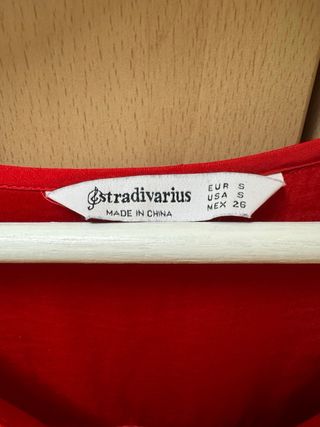 stradivarius
MADE IN CHINA
EUR S
USA S
MEX 26